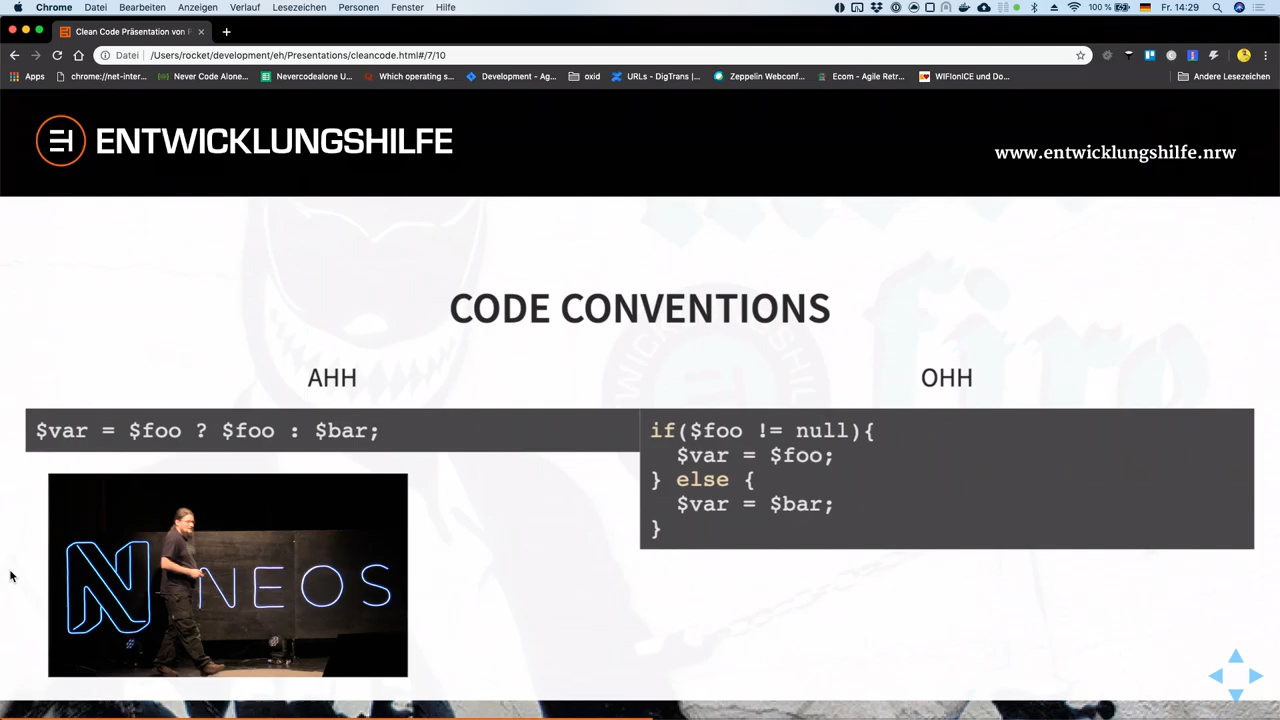 Chrome Datei Bearbeiten Anzeigen Verlauf Lesezeichen Personen Fenster Hilfe 100 % Fr. 14:29
Clean Code Präsentation von
Datei /Users/rocket/development/eh/Presentations/cleancode.html#/7/10
Apps chrome://net-inter... Never Code Alone... Nevercodealone U... Which operating s... Development - Ag... oxid URLs - DigTrans |... Zeppelin Webconf... Ecom - Agile Retr... WIFIonICE und Do... Andere Lesezeichen
ENTWICKLUNGSHILFE
www.entwicklungshilfe.nrw
CODE CONVENTIONS
AHH
OHH
$var = $foo ? $foo : $bar;
if($foo != null){
$var = $foo;
} else {
$var = $bar;
}
NEOS